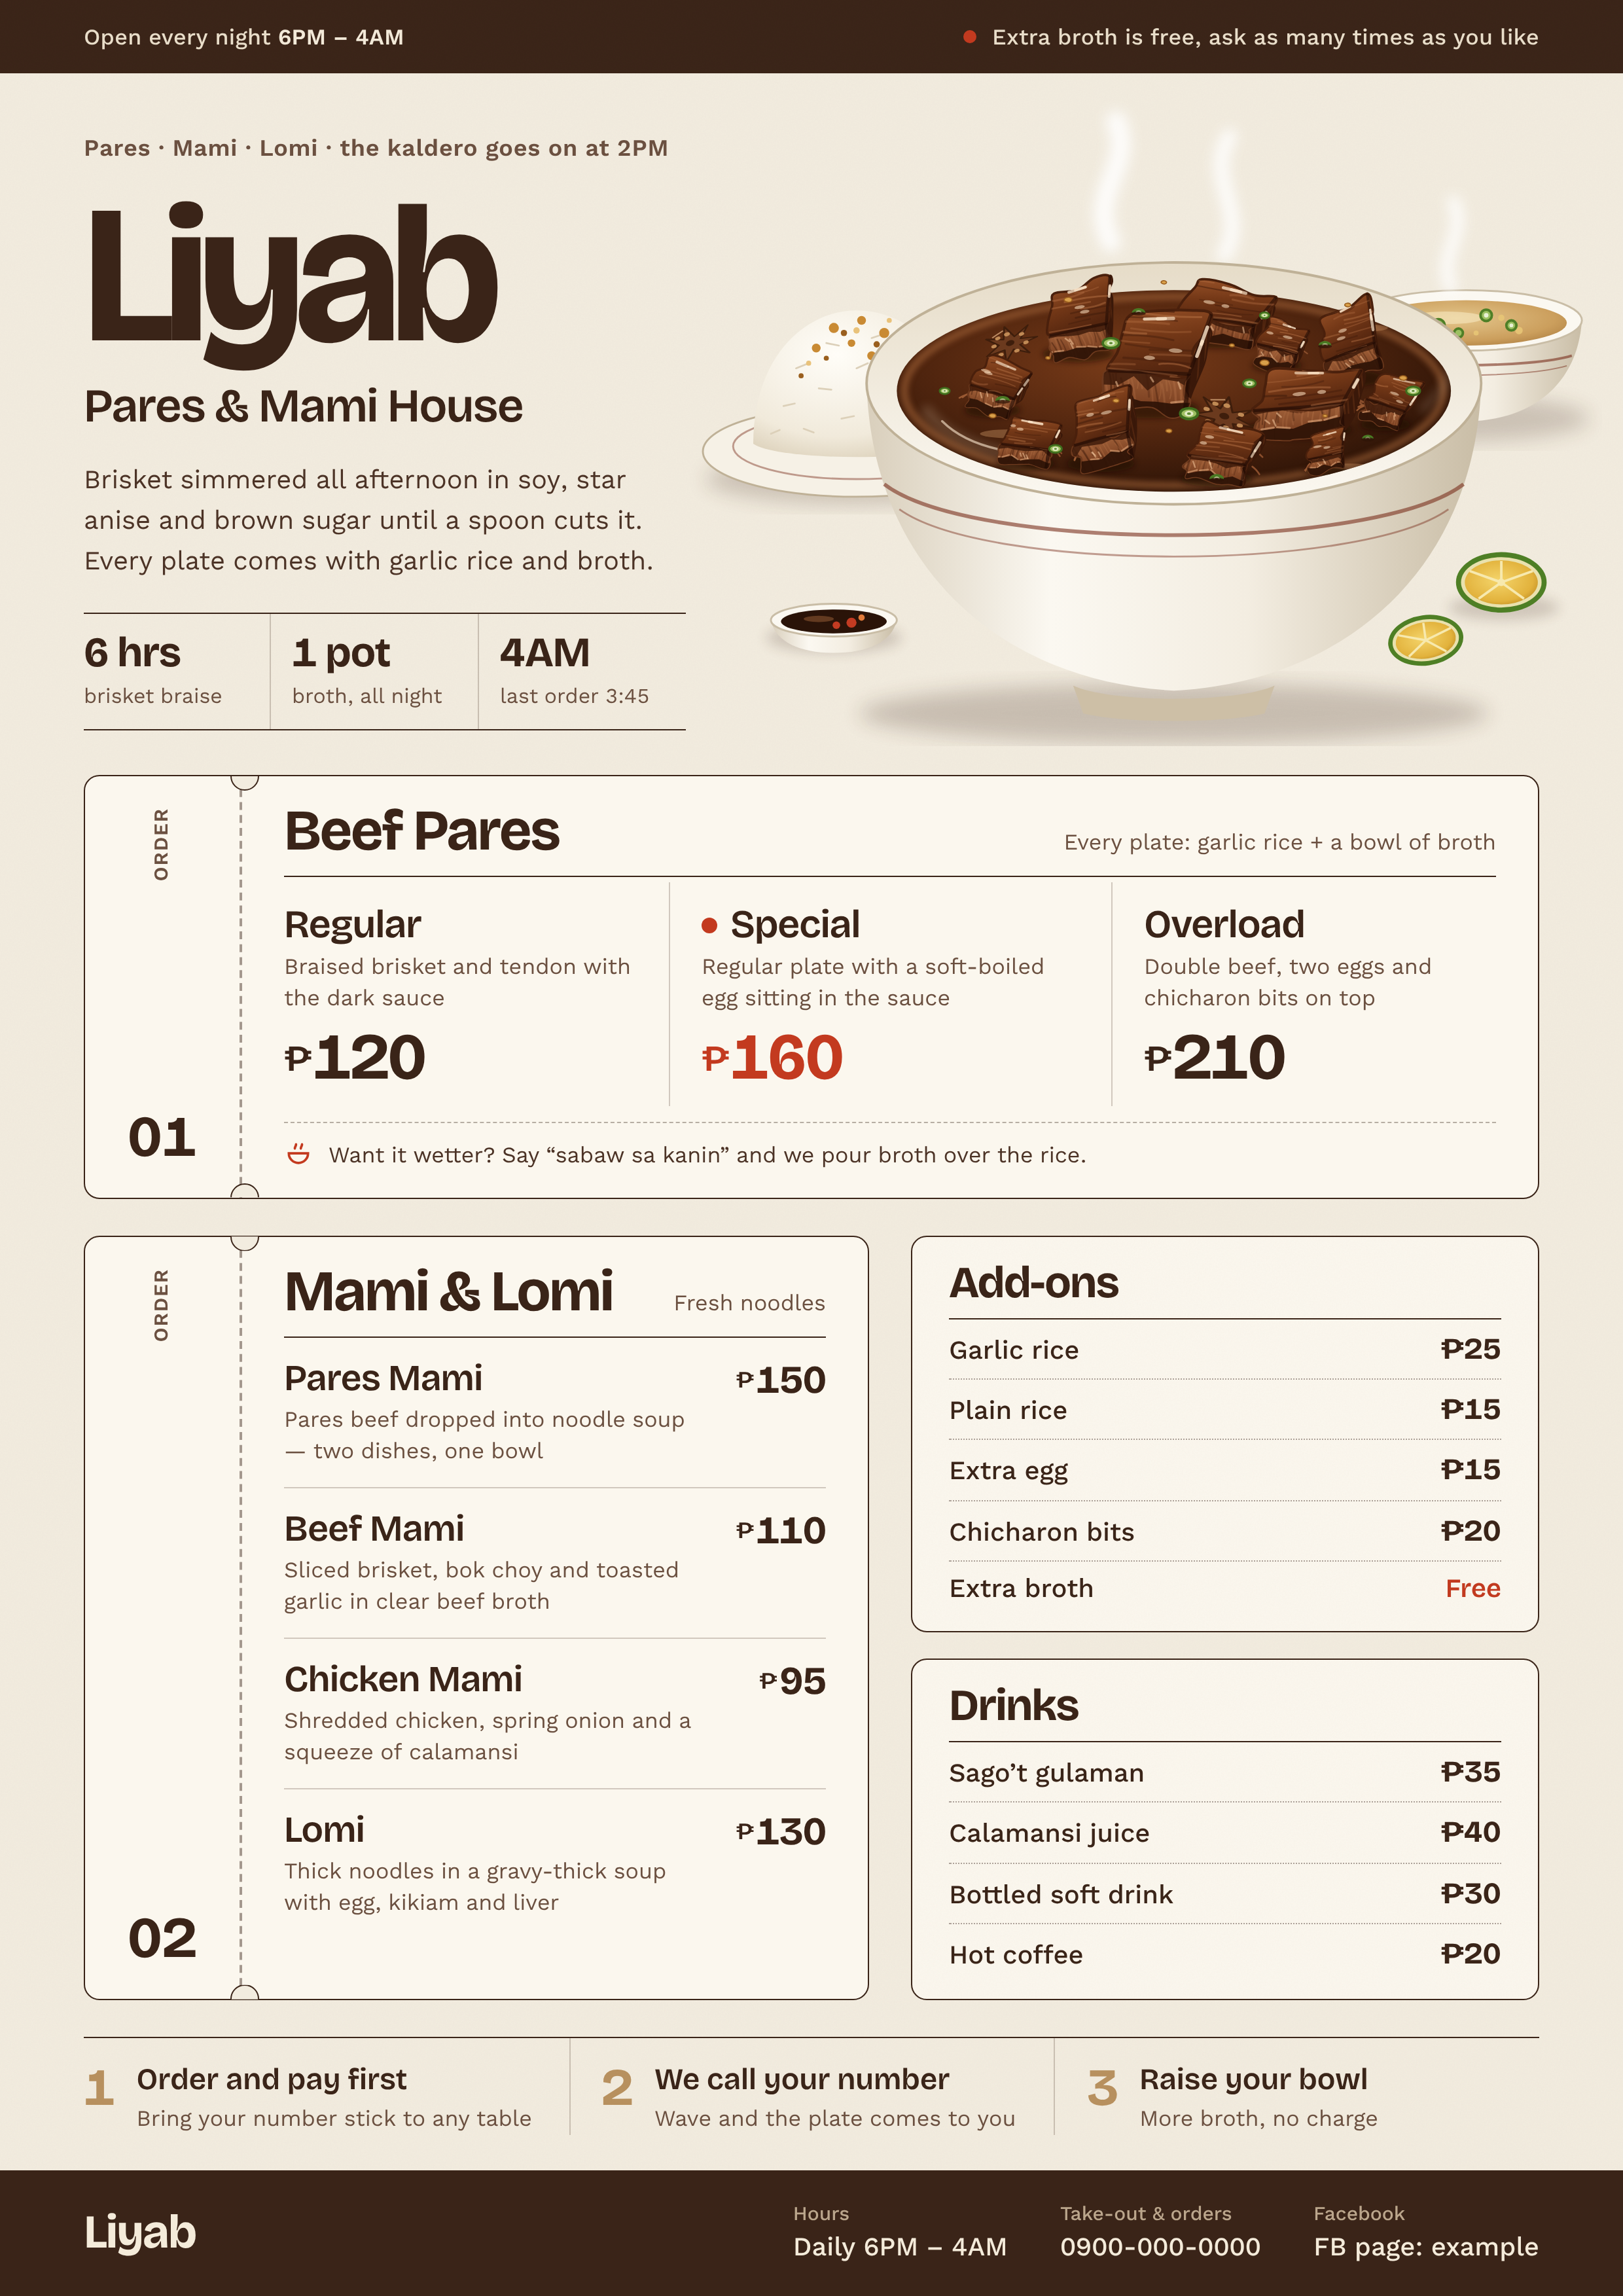 Open every night 6PM – 4AM
Extra broth is free, ask as many times as you like
Pares · Mami · Lomi · the kaldero goes on at 2PM
Liyab
Pares & Mami House
Brisket simmered all afternoon in soy, star
anise and brown sugar until a spoon cuts it.
Every plate comes with garlic rice and broth.
6 hrs
brisket braise
1 pot
broth, all night
4AM
last order 3:45
ORDER
01
Beef Pares
Every plate: garlic rice + a bowl of broth
Regular
Braised brisket and tendon with
the dark sauce
₱120
Special
Regular plate with a soft-boiled
egg sitting in the sauce
₱160
Overload
Double beef, two eggs and
chicharon bits on top
₱210
Want it wetter? Say “sabaw sa kanin” and we pour broth over the rice.
ORDER
02
Mami & Lomi
Fresh noodles
Pares Mami
₱150
Pares beef dropped into noodle soup
— two dishes, one bowl
Beef Mami
₱110
Sliced brisket, bok choy and toasted
garlic in clear beef broth
Chicken Mami
₱95
Shredded chicken, spring onion and a
squeeze of calamansi
Lomi
₱130
Thick noodles in a gravy-thick soup
with egg, kikiam and liver
Add-ons
Garlic rice ₱25
Plain rice ₱15
Extra egg ₱15
Chicharon bits ₱20
Extra broth Free
Drinks
Sago’t gulaman ₱35
Calamansi juice ₱40
Bottled soft drink ₱30
Hot coffee ₱20
1
Order and pay first
Bring your number stick to any table
2
We call your number
Wave and the plate comes to you
3
Raise your bowl
More broth, no charge
Liyab
Hours
Daily 6PM – 4AM
Take-out & orders
0900-000-0000
Facebook
FB page: example